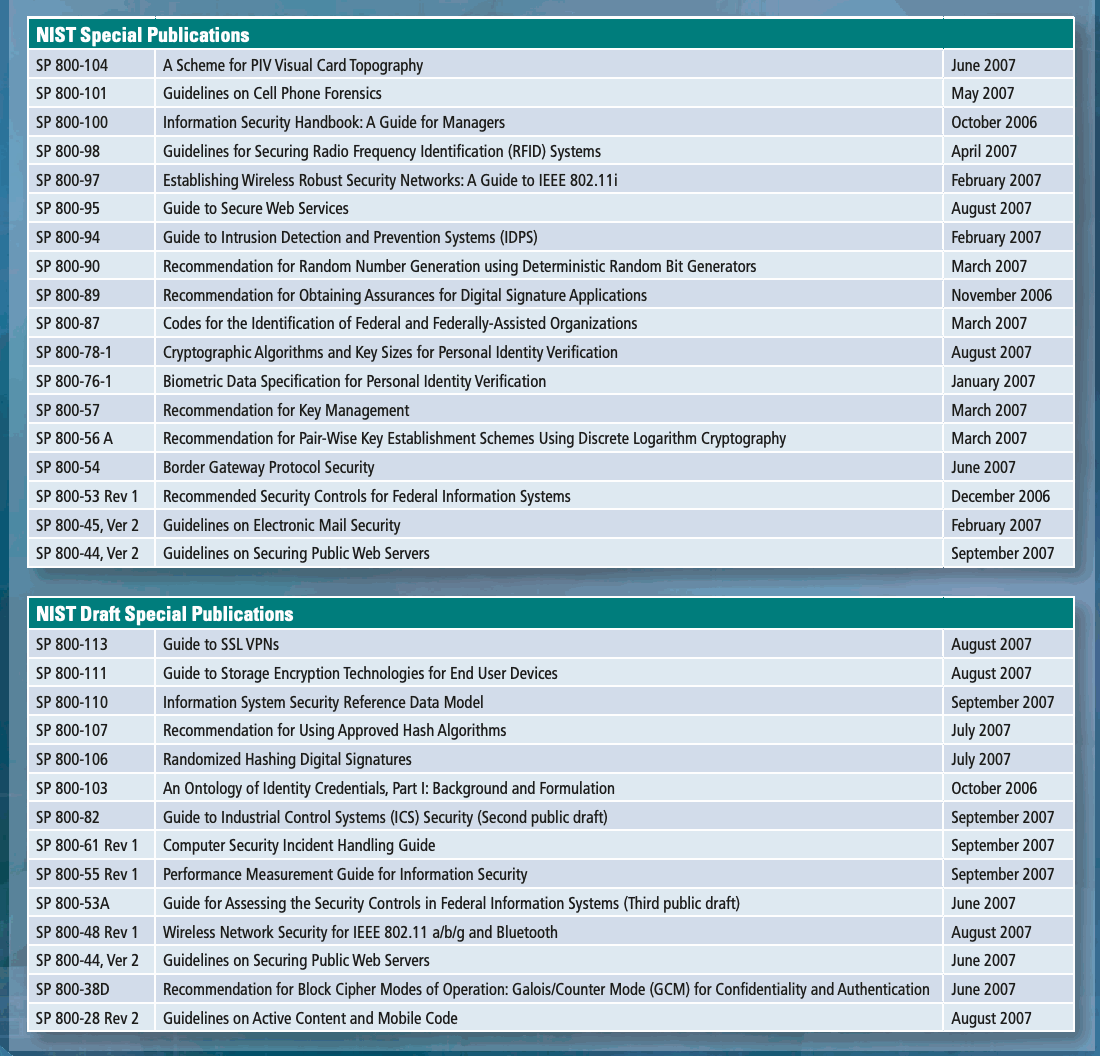 NIST Special Publications
SP 800-104 A Scheme for PIV Visual Card Topography June 2007
SP 800-101 Guidelines on Cell Phone Forensics May 2007
SP 800-100 Information Security Handbook: A Guide for Managers October 2006
SP 800-98 Guidelines for Securing Radio Frequency Identification (RFID) Systems April 2007
SP 800-97 Establishing Wireless Robust Security Networks: A Guide to IEEE 802.11i February 2007
SP 800-95 Guide to Secure Web Services August 2007
SP 800-94 Guide to Intrusion Detection and Prevention Systems (IDPS) February 2007
SP 800-90 Recommendation for Random Number Generation using Deterministic Random Bit Generators March 2007
SP 800-89 Recommendation for Obtaining Assurances for Digital Signature Applications November 2006
SP 800-87 Codes for the Identification of Federal and Federally-Assisted Organizations March 2007
SP 800-78-1 Cryptographic Algorithms and Key Sizes for Personal Identity Verification August 2007
SP 800-76-1 Biometric Data Specification for Personal Identity Verification January 2007
SP 800-57 Recommendation for Key Management March 2007
SP 800-56 A Recommendation for Pair-Wise Key Establishment Schemes Using Discrete Logarithm Cryptography March 2007
SP 800-54 Border Gateway Protocol Security June 2007
SP 800-53 Rev 1 Recommended Security Controls for Federal Information Systems December 2006
SP 800-45, Ver 2 Guidelines on Electronic Mail Security February 2007
SP 800-44, Ver 2 Guidelines on Securing Public Web Servers September 2007
NIST Draft Special Publications
SP 800-113 Guide to SSL VPNs August 2007
SP 800-111 Guide to Storage Encryption Technologies for End User Devices August 2007
SP 800-110 Information System Security Reference Data Model September 2007
SP 800-107 Recommendation for Using Approved Hash Algorithms July 2007
SP 800-106 Randomized Hashing Digital Signatures July 2007
SP 800-103 An Ontology of Identity Credentials, Part I: Background and Formulation October 2006
SP 800-82 Guide to Industrial Control Systems (ICS) Security (Second public draft) September 2007
SP 800-61 Rev 1 Computer Security Incident Handling Guide September 2007
SP 800-55 Rev 1 Performance Measurement Guide for Information Security September 2007
SP 800-53A Guide for Assessing the Security Controls in Federal Information Systems (Third public draft) June 2007
SP 800-48 Rev 1 Wireless Network Security for IEEE 802.11 a/b/g and Bluetooth August 2007
SP 800-44, Ver 2 Guidelines on Securing Public Web Servers June 2007
SP 800-38D Recommendation for Block Cipher Modes of Operation: Galois/Counter Mode (GCM) for Confidentiality and Authentication June 2007
SP 800-28 Rev 2 Guidelines on Active Content and Mobile Code August 2007